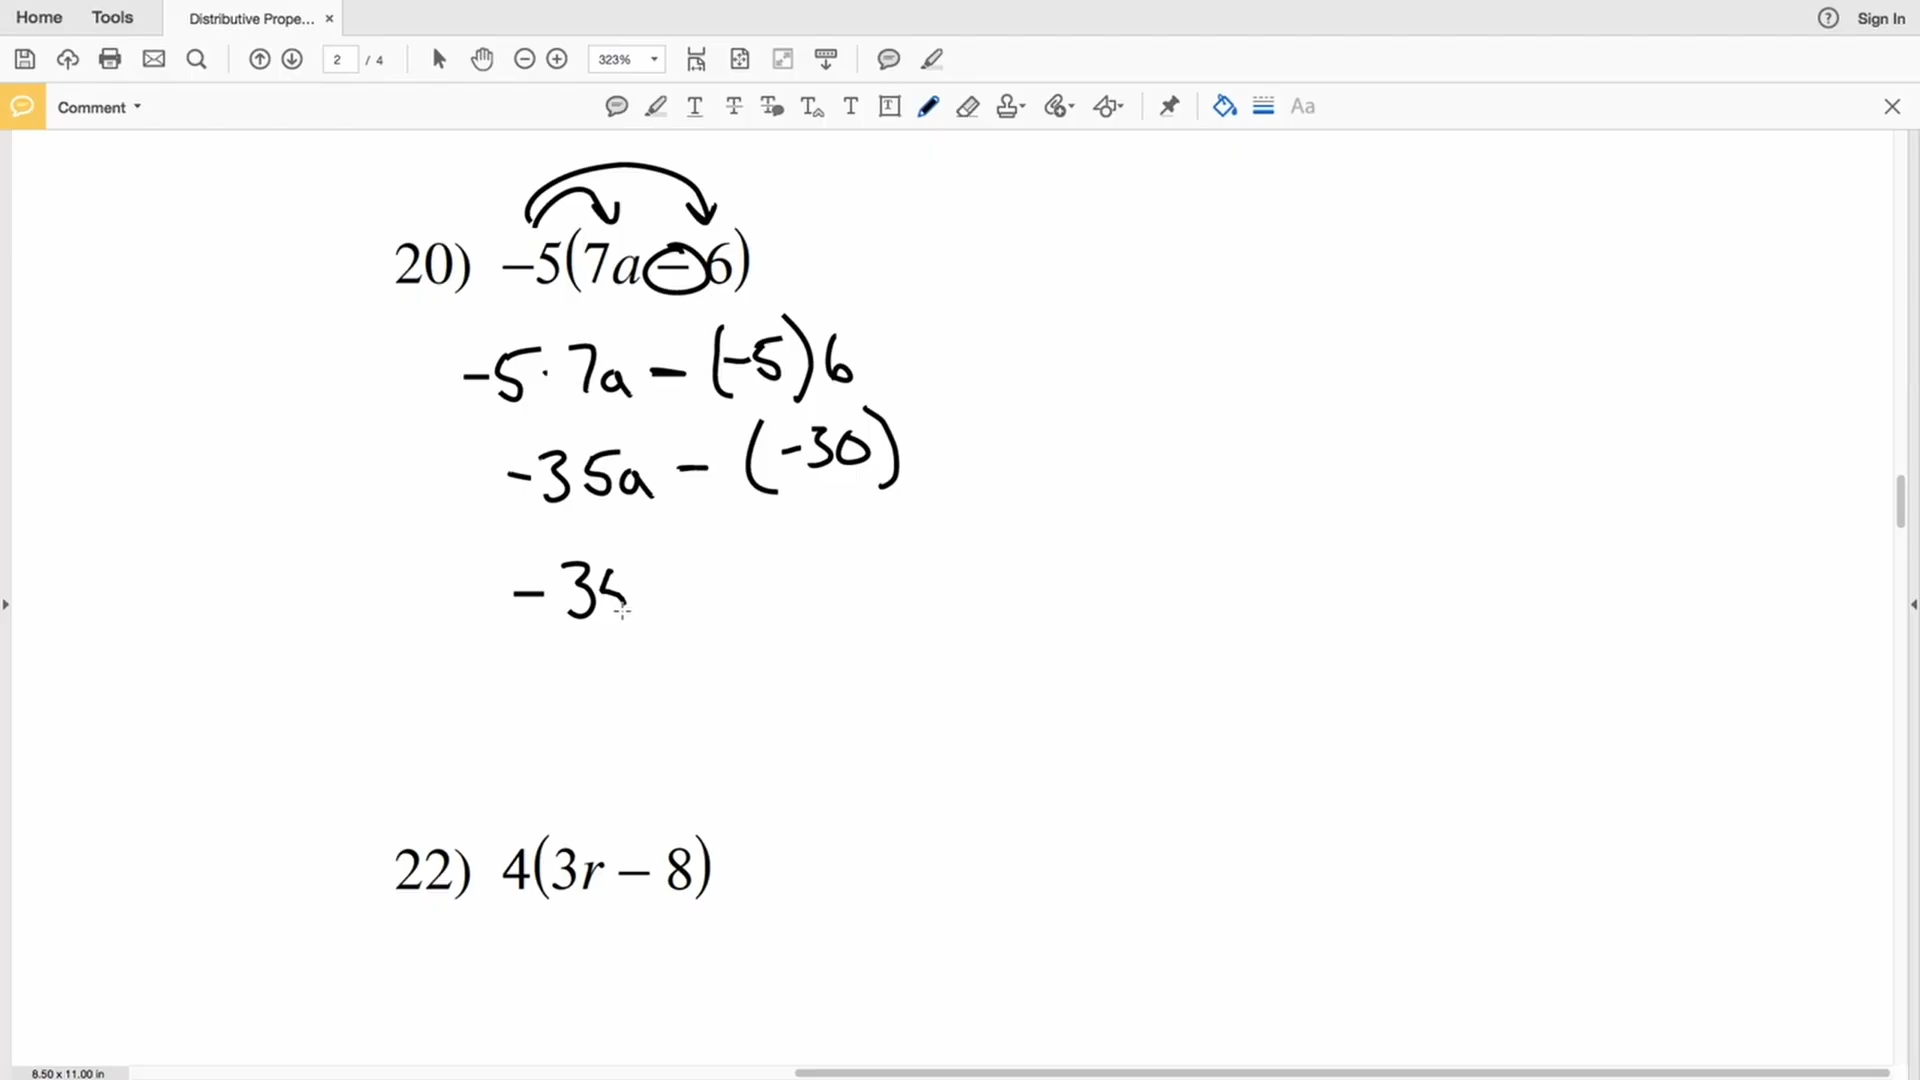 Home Tools Distributive Prope... × ? Sign In
2 / 4 323%
Comment T T T T T T Aa
20) −5(7a − 6)
-5·7a - (-5)6
-35a - (-30)
-35
22) 4(3r − 8)
8.50 x 11.00 in